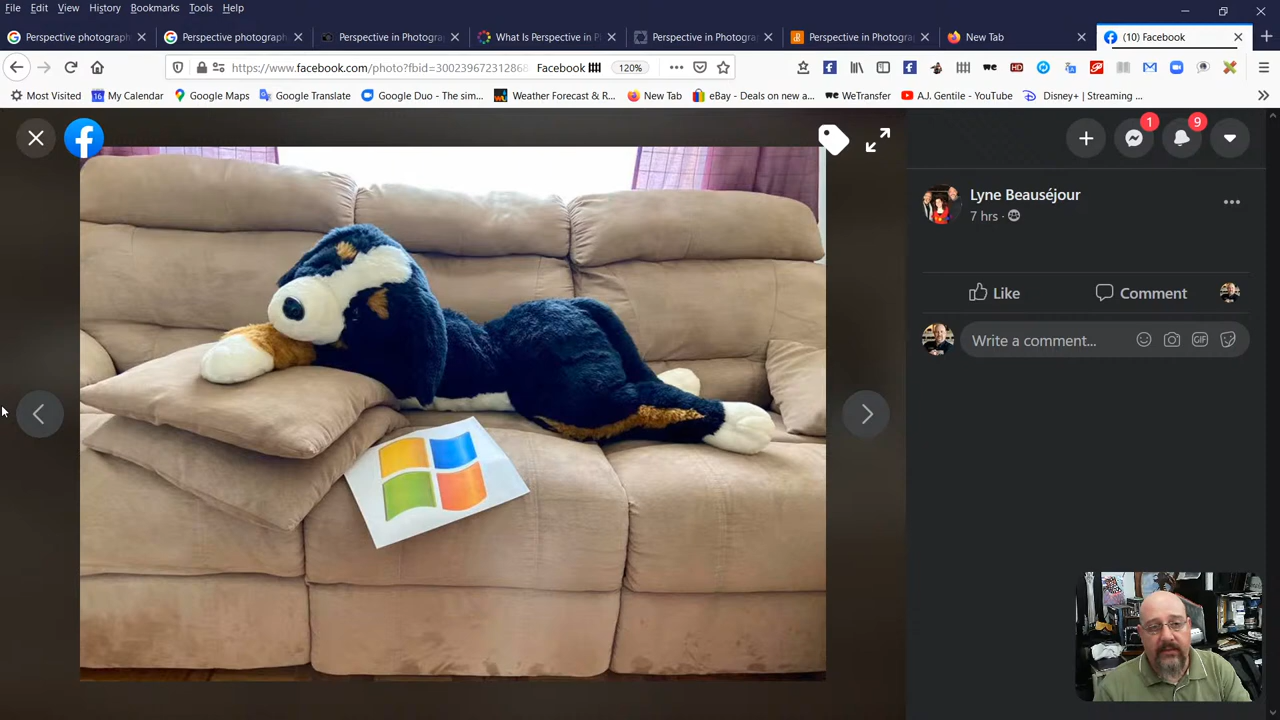 File Edit View History Bookmarks Tools Help
Perspective photograph
Perspective photograph
Perspective in Photograp
What Is Perspective in P
Perspective in Photogra
Perspective in Photogra
New Tab
(10) Facebook
https://www.facebook.com/photo?fbid=30023967231286 Facebook 120%
Most Visited 16 My Calendar Google Maps Google Translate Google Duo - The sim... Weather Forecast & R... New Tab eBay - Deals on new a... WeTransfer A.J. Gentile - YouTube Disney+ | Streaming ...
1 9
Lyne Beauséjour
7 hrs ·
Like Comment
Write a comment... GIF